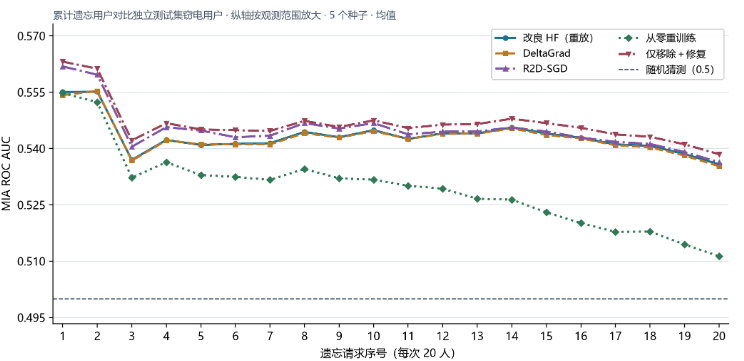 累计遗忘用户对比独立测试集窃电用户 · 纵轴按观测范围放大 · 5 个种子 · 均值
改良 HF（重放）
DeltaGrad
R2D-SGD
从零重训练
仅移除＋修复
随机猜测（0.5）
MIA ROC AUC
0.570
0.555
0.540
0.525
0.510
0.495
1 2 3 4 5 6 7 8 9 10 11 12 13 14 15 16 17 18 19 20
遗忘请求序号（每次 20 人）